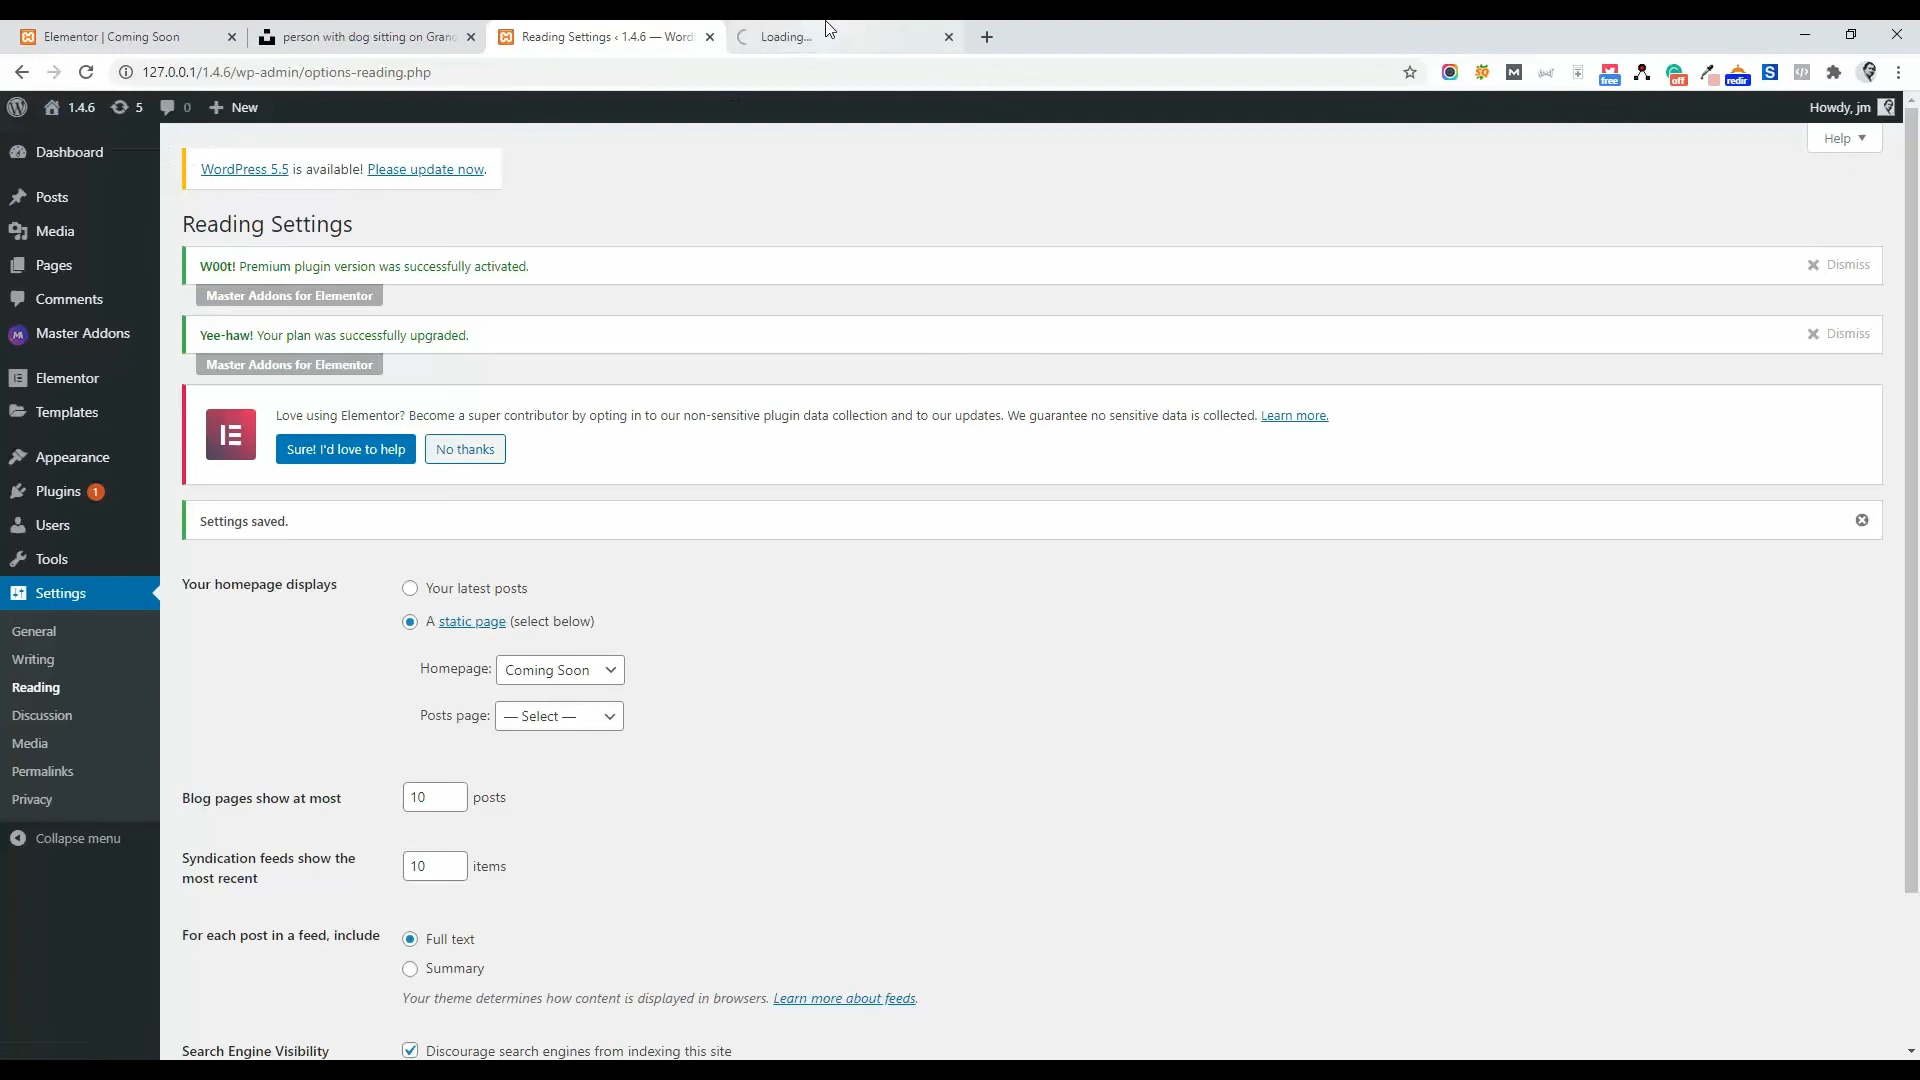 Elementor | Coming Soon
person with dog sitting on Gran
Reading Settings ‹ 1.4.6 — Word
Loading...
127.0.0.1/1.4.6/wp-admin/options-reading.php
free
off
redir
1.4.6
5
0
New
Howdy, jm
Help
Dashboard
Posts
Media
Pages
Comments
Master Addons
Elementor
Templates
Appearance
Plugins 1
Users
Tools
Settings
General
Writing
Reading
Discussion
Media
Permalinks
Privacy
Collapse menu
WordPress 5.5 is available! Please update now.
Reading Settings
W00t! Premium plugin version was successfully activated.
Dismiss
Master Addons for Elementor
Yee-haw! Your plan was successfully upgraded.
Dismiss
Master Addons for Elementor
Love using Elementor? Become a super contributor by opting in to our non-sensitive plugin data collection and to our updates. We guarantee no sensitive data is collected. Learn more.
Sure! I'd love to help
No thanks
Settings saved.
Your homepage displays
Your latest posts
A static page (select below)
Homepage: Coming Soon
Posts page: — Select —
Blog pages show at most
10 posts
Syndication feeds show the
most recent
10 items
For each post in a feed, include
Full text
Summary
Your theme determines how content is displayed in browsers. Learn more about feeds.
Search Engine Visibility
Discourage search engines from indexing this site